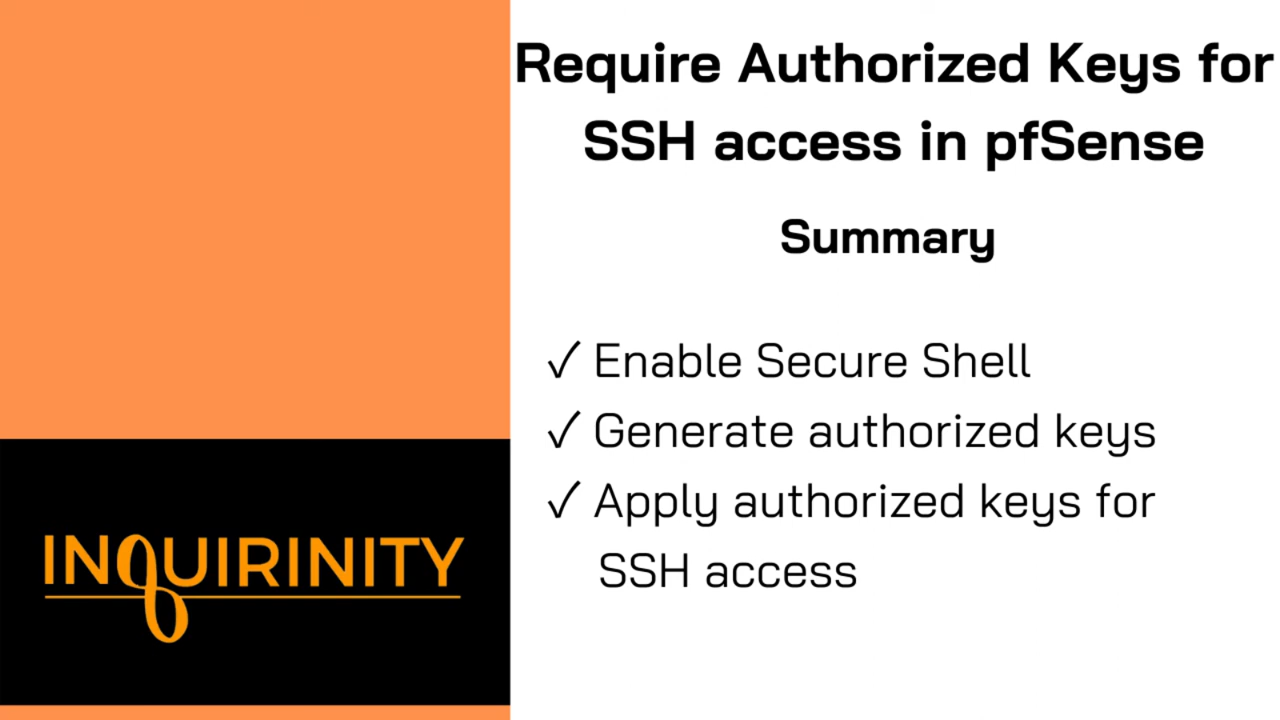 Require Authorized Keys for
SSH access in pfSense
Summary
✓ Enable Secure Shell
✓ Generate authorized keys
✓ Apply authorized keys for
SSH access
INQUIRINITY